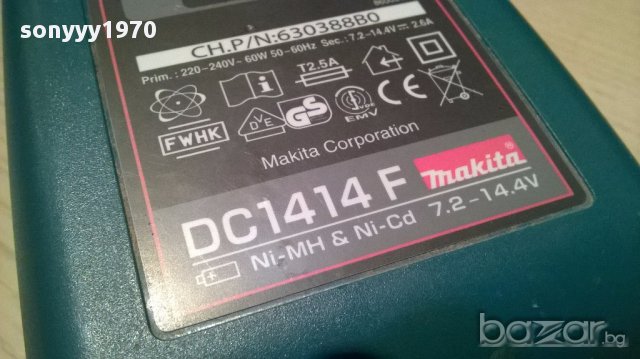 sonyyy1970
CH.P/N:630388B0
Prim.: 220-240V~ 60W 50-60Hz Sec.: 7.2-14.4V⎓ 2.6A
T2.5A
FWHK DVE GS EMV CE
Makita Corporation
DC1414 F makita®
Ni-MH & Ni-Cd 7.2-14.4V
bazar.bg